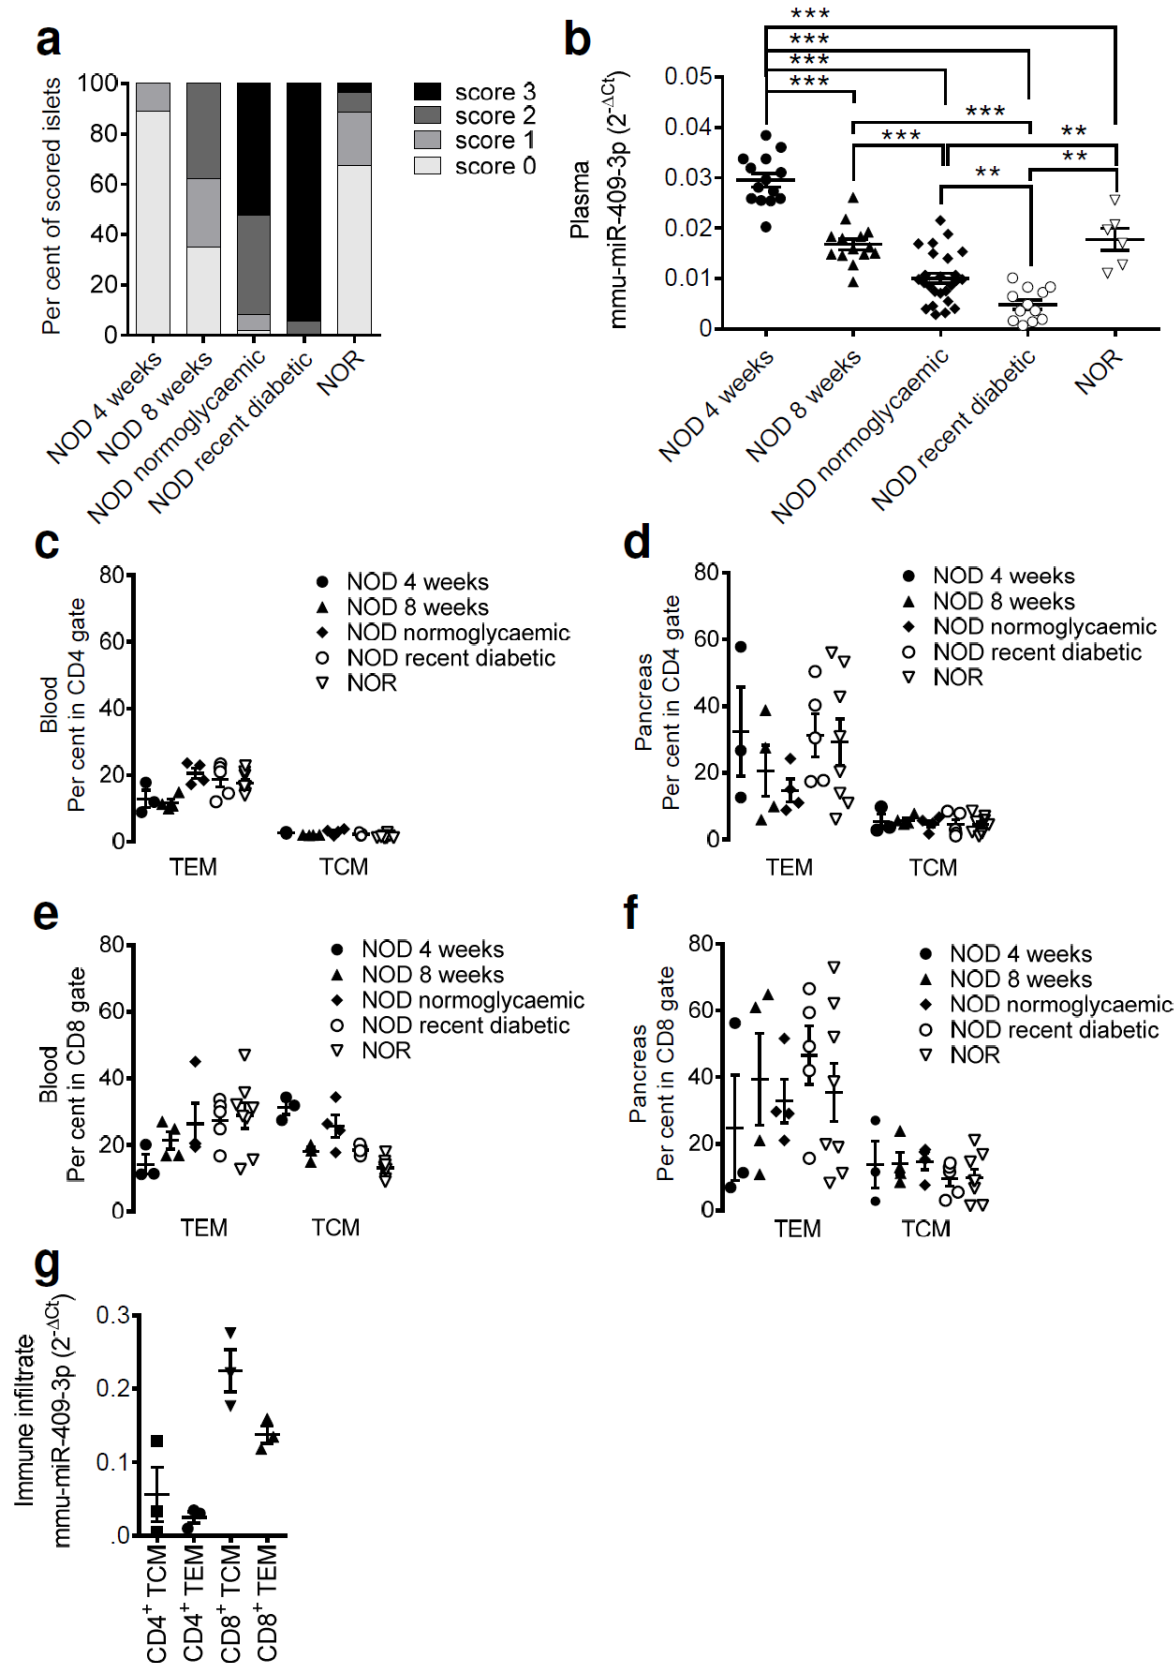 a
Per cent of scored islets
100
80
60
40
20
0
score 3
score 2
score 1
score 0
NOD 4 weeks
NOD 8 weeks
NOD normoglycaemic
NOD recent diabetic
NOR
b
Plasma
mmu-miR-409-3p (2^-ΔCt)
0.05
0.04
0.03
0.02
0.01
0
***
***
***
***
***
**
***
**
**
NOD 4 weeks
NOD 8 weeks
NOD normoglycaemic
NOD recent diabetic
NOR
c
Blood
Per cent in CD4 gate
80
60
40
20
0
NOD 4 weeks
NOD 8 weeks
NOD normoglycaemic
NOD recent diabetic
NOR
TEM
TCM
d
Pancreas
Per cent in CD4 gate
80
60
40
20
0
NOD 4 weeks
NOD 8 weeks
NOD normoglycaemic
NOD recent diabetic
NOR
TEM
TCM
e
Blood
Per cent in CD8 gate
80
60
40
20
0
NOD 4 weeks
NOD 8 weeks
NOD normoglycaemic
NOD recent diabetic
NOR
TEM
TCM
f
Pancreas
Per cent in CD8 gate
80
60
40
20
0
NOD 4 weeks
NOD 8 weeks
NOD normoglycaemic
NOD recent diabetic
NOR
TEM
TCM
g
Immune infiltrate
mmu-miR-409-3p (2^-ΔCt)
0.3
0.2
0.1
.0
CD4+ TCM
CD4+ TEM
CD8+ TCM
CD8+ TEM